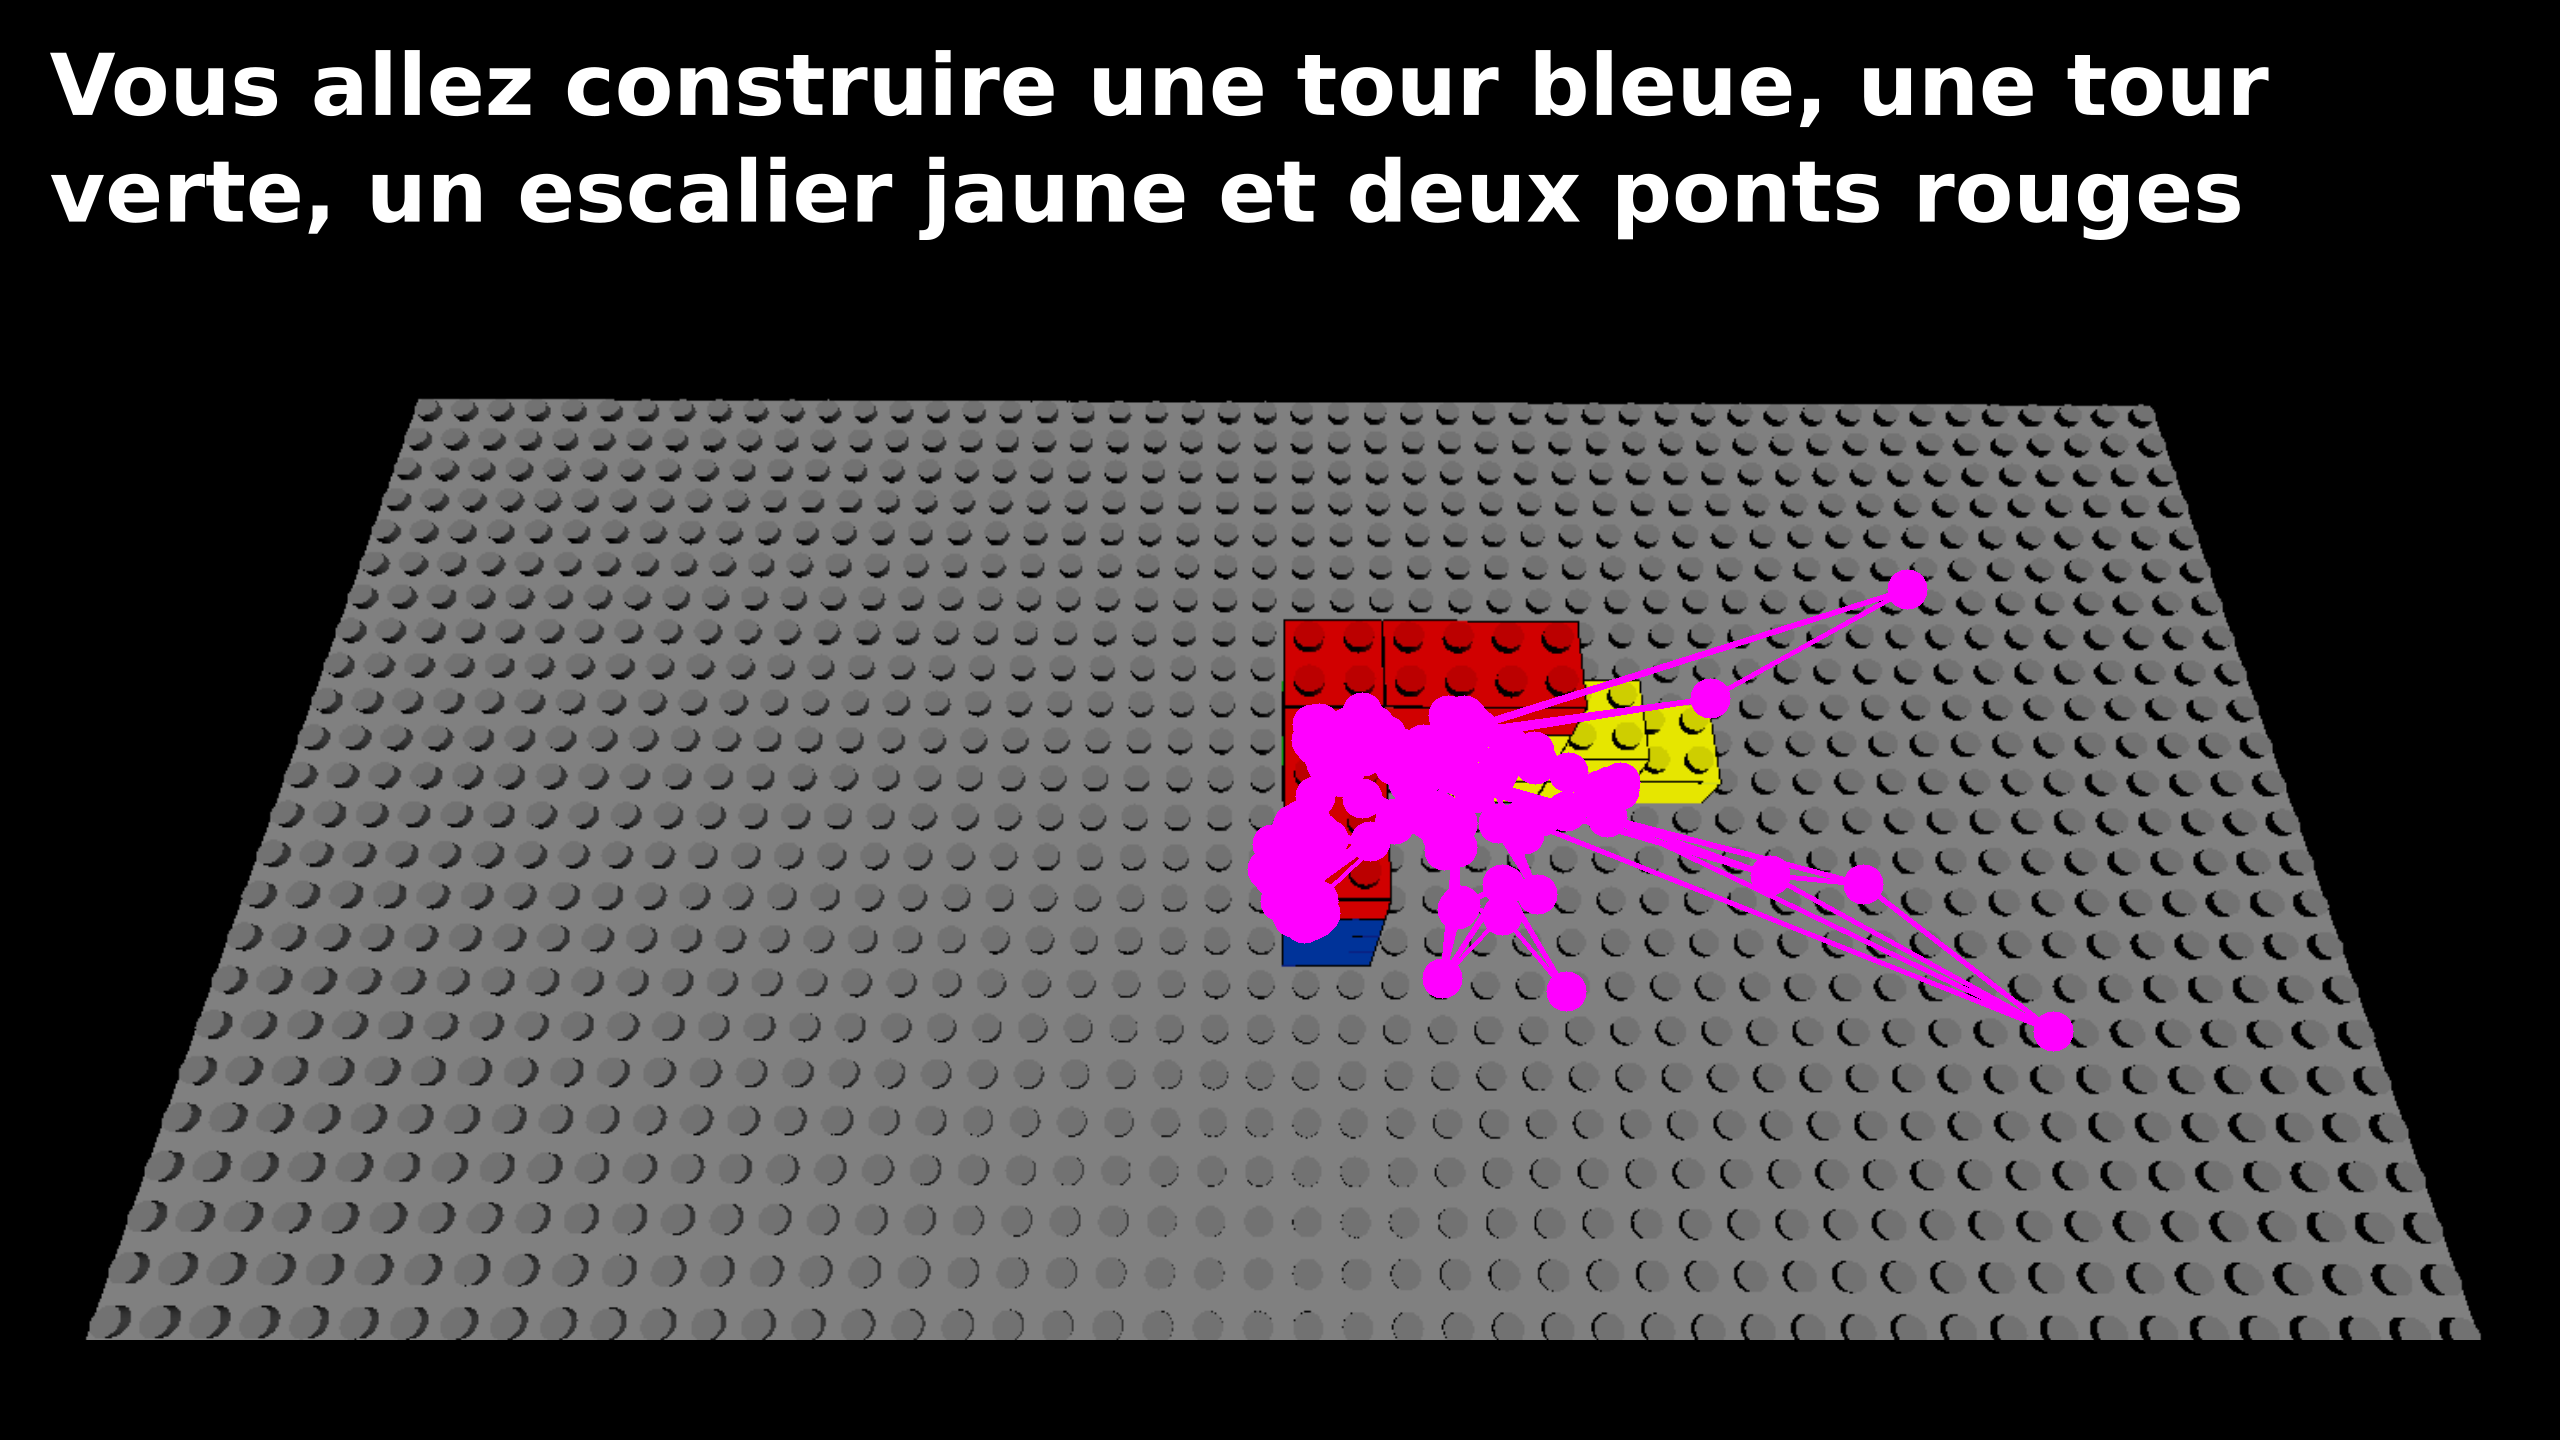 Vous allez construire une tour bleue, une tour
verte, un escalier jaune et deux ponts rouges